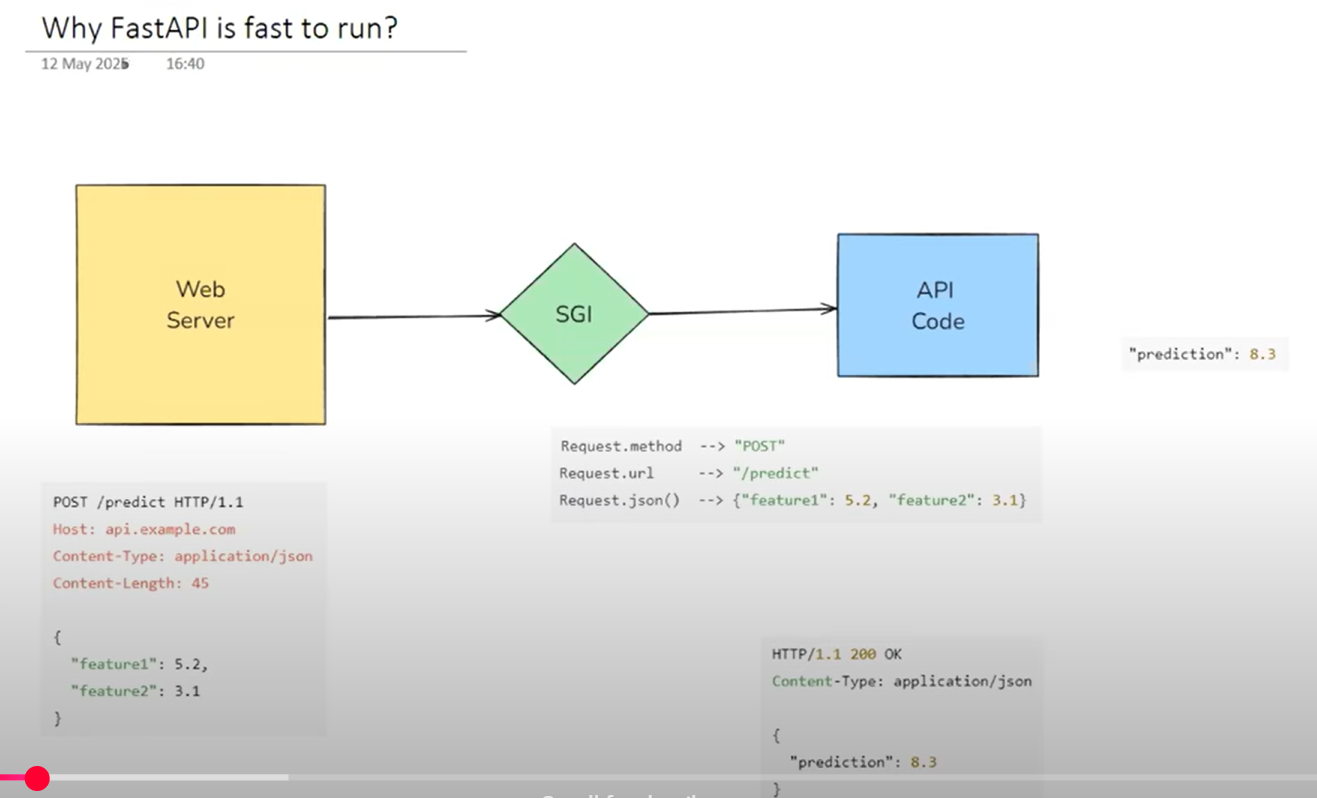 Why FastAPI is fast to run?
12 May 2025 16:40
Web
Server
SGI
API
Code
"prediction": 8.3
Request.method --> "POST"
Request.url --> "/predict"
Request.json() --> {"feature1": 5.2, "feature2": 3.1}
POST /predict HTTP/1.1
Host: api.example.com
Content-Type: application/json
Content-Length: 45
{
"feature1": 5.2,
"feature2": 3.1
}
HTTP/1.1 200 OK
Content-Type: application/json
{
"prediction": 8.3
}